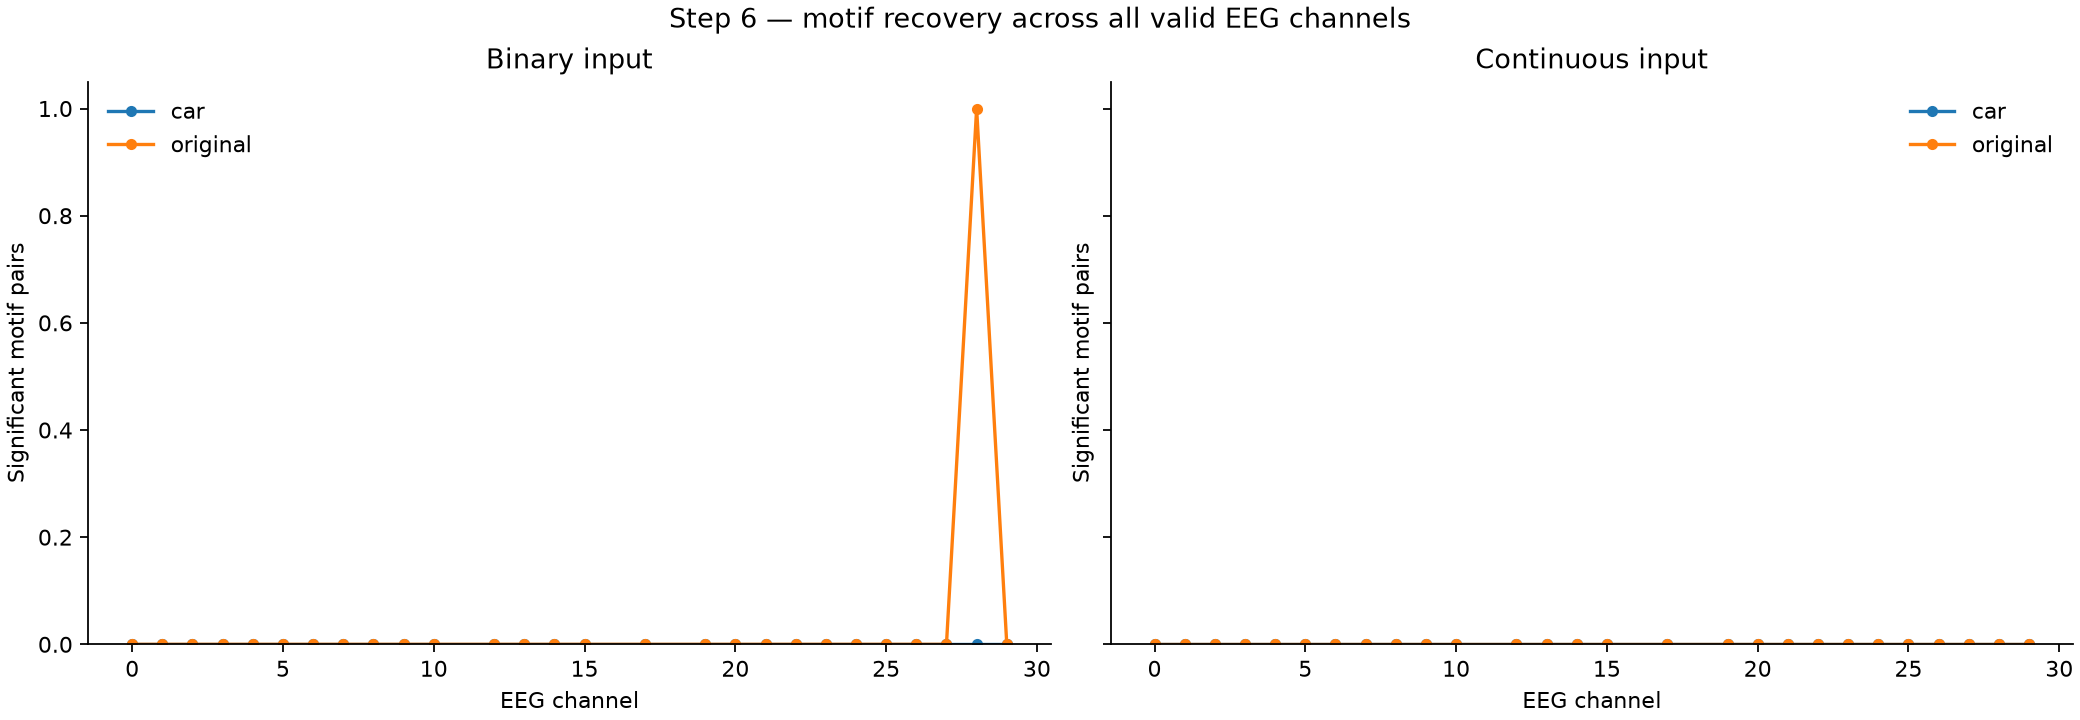 Step 6 — motif recovery across all valid EEG channels
Binary input
car
original
Significant motif pairs
1.0
0.8
0.6
0.4
0.2
0.0
0 5 10 15 20 25 30
EEG channel
Continuous input
car
original
Significant motif pairs
0 5 10 15 20 25 30
EEG channel